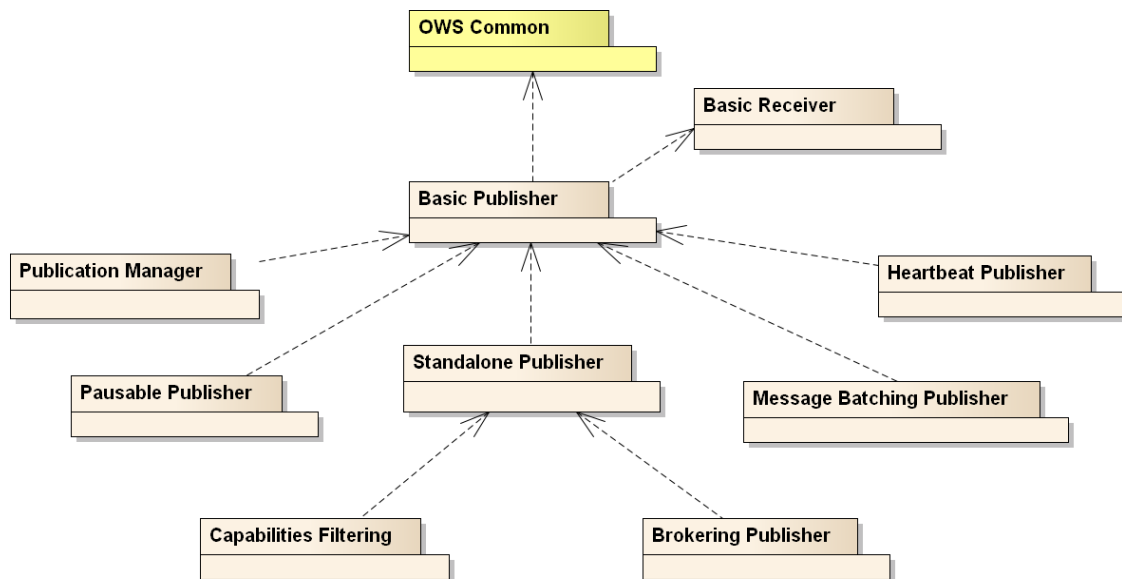 OWS Common
Basic Receiver
Basic Publisher
Publication Manager
Heartbeat Publisher
Standalone Publisher
Pausable Publisher
Message Batching Publisher
Capabilities Filtering
Brokering Publisher